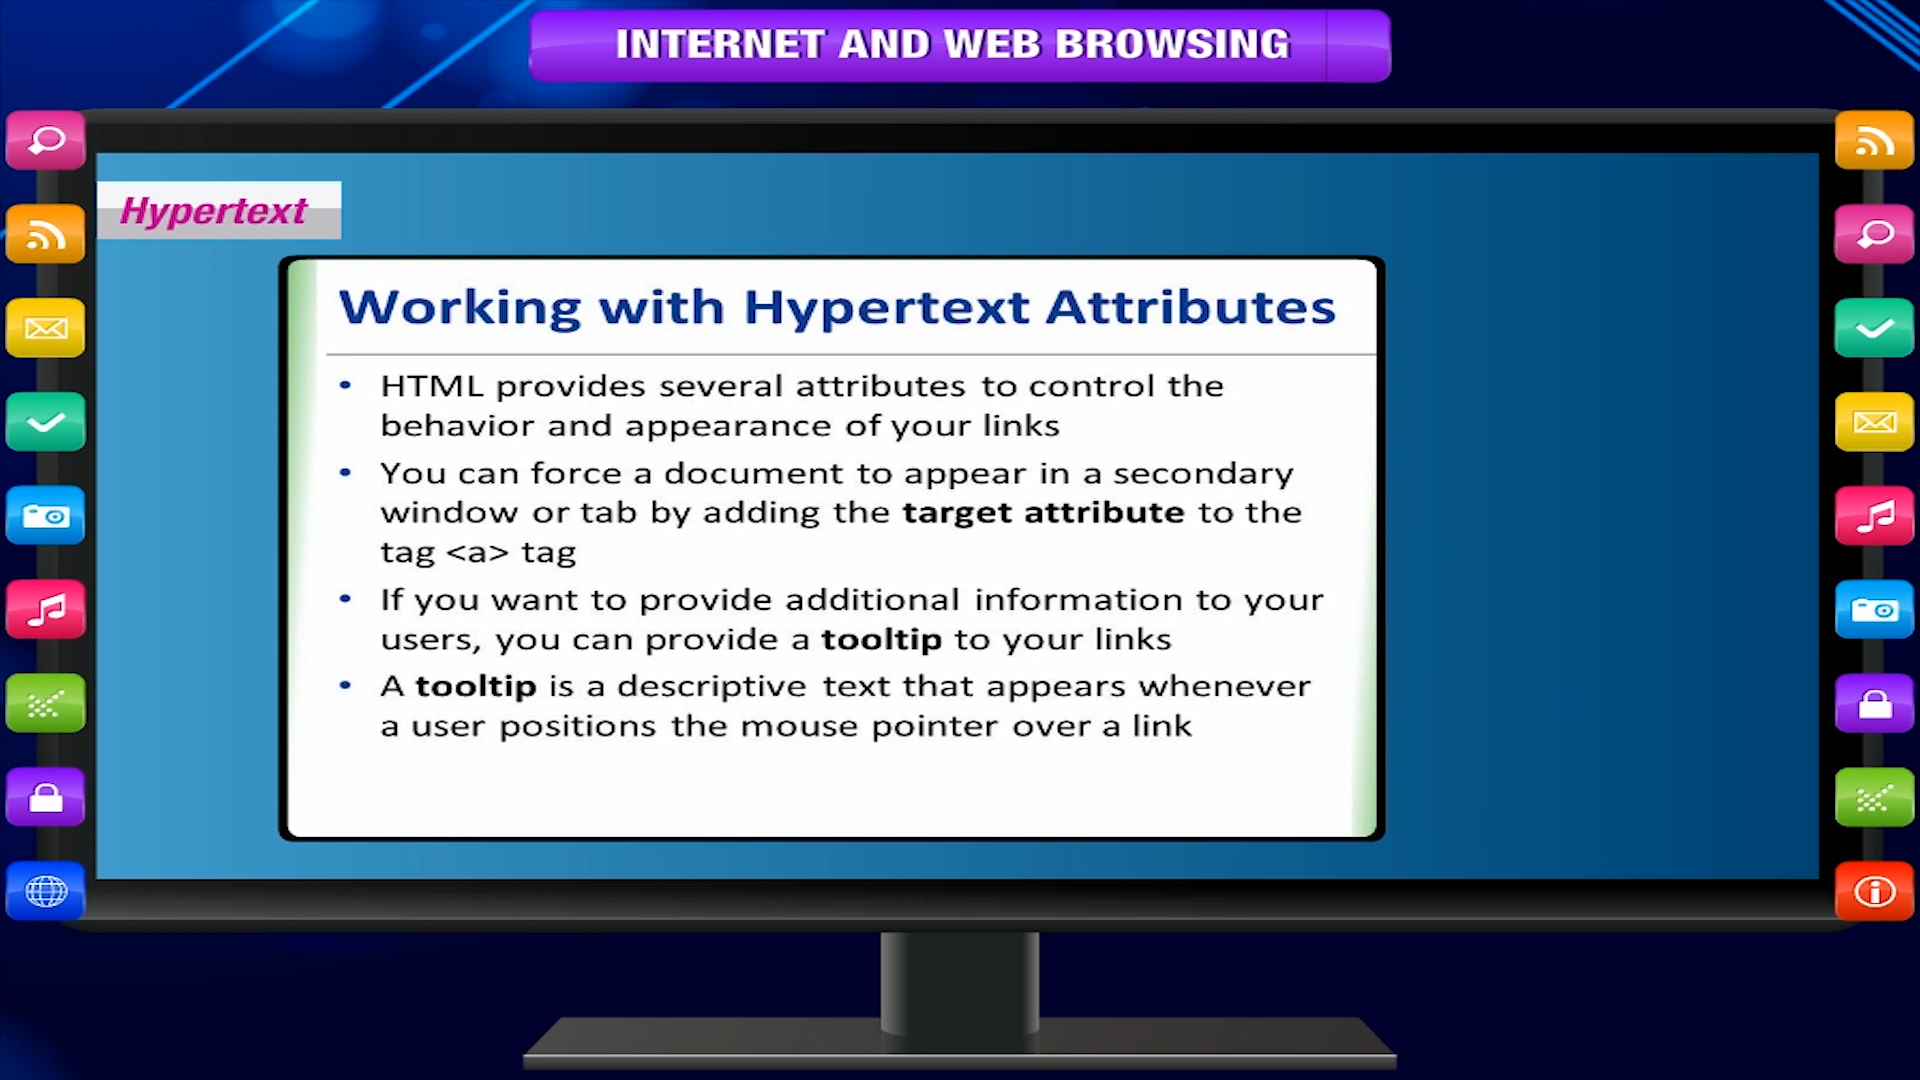 INTERNET AND WEB BROWSING
Hypertext
Working with Hypertext Attributes
• HTML provides several attributes to control the
behavior and appearance of your links
• You can force a document to appear in a secondary
window or tab by adding the target attribute to the
tag <a> tag
• If you want to provide additional information to your
users, you can provide a tooltip to your links
• A tooltip is a descriptive text that appears whenever
a user positions the mouse pointer over a link